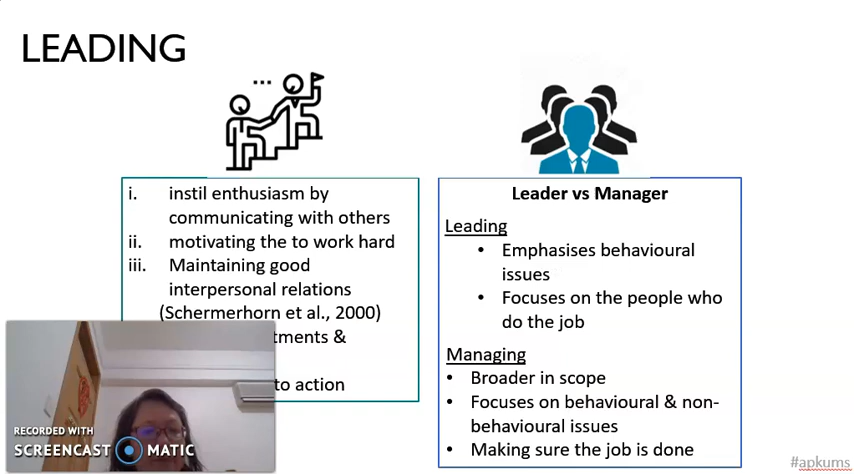 LEADING
i. instil enthusiasm by
communicating with others
ii. motivating the to work hard
iii. Maintaining good
interpersonal relations
(Schermerhorn et al., 2000)
tments &
to action
Leader vs Manager
Leading
• Emphasises behavioural
issues
• Focuses on the people who
do the job
Managing
• Broader in scope
• Focuses on behavioural & non-
behavioural issues
• Making sure the job is done
RECORDED WITH
SCREENCAST MATIC
#apkums